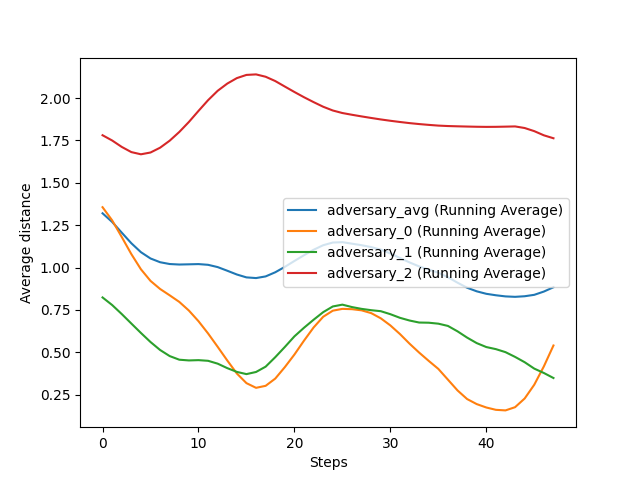 2.00
1.75
1.50
1.25
1.00
0.75
0.50
0.25
Average distance
adversary_avg (Running Average)
adversary_0 (Running Average)
adversary_1 (Running Average)
adversary_2 (Running Average)
0 10 20 30 40
Steps